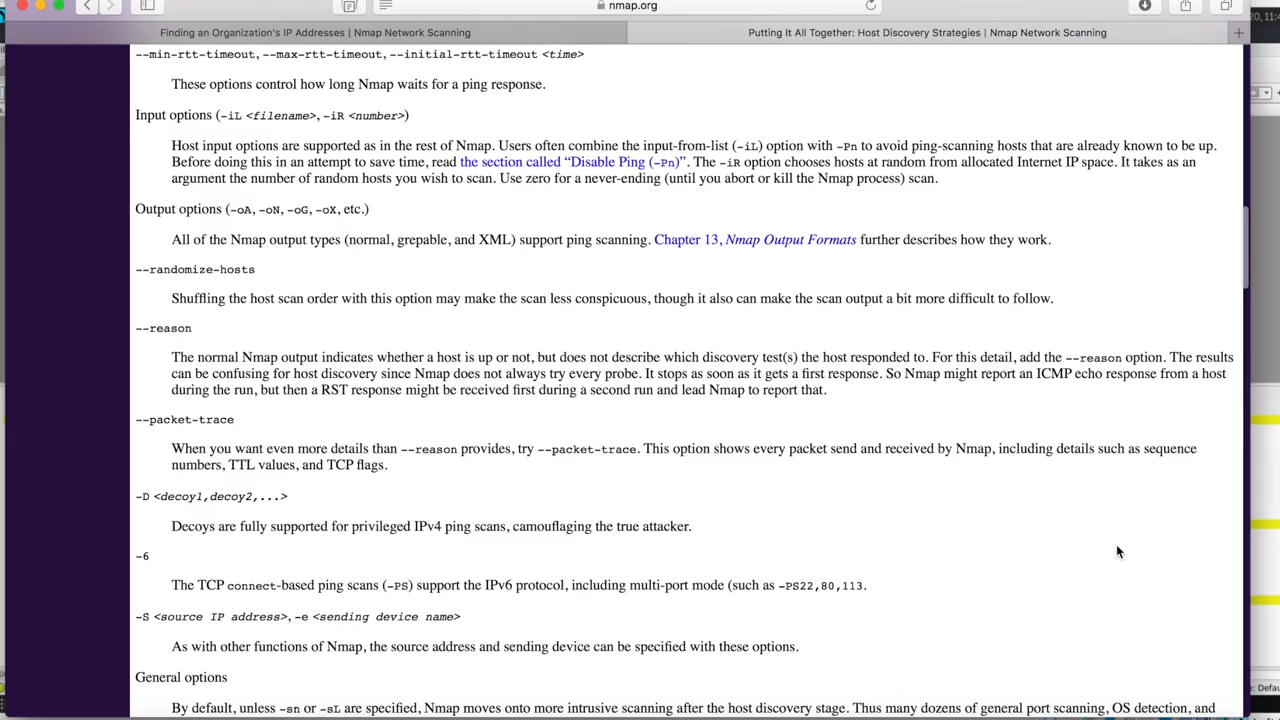 nmap.org
Finding an Organization's IP Addresses | Nmap Network Scanning
Putting It All Together: Host Discovery Strategies | Nmap Network Scanning
--min-rtt-timeout, --max-rtt-timeout, --initial-rtt-timeout <time>
These options control how long Nmap waits for a ping response.
Input options (-iL <filename>, -iR <number>)
Host input options are supported as in the rest of Nmap. Users often combine the input-from-list (-iL) option with -Pn to avoid ping-scanning hosts that are already known to be up.
Before doing this in an attempt to save time, read the section called “Disable Ping (-Pn)”. The -iR option chooses hosts at random from allocated Internet IP space. It takes as an
argument the number of random hosts you wish to scan. Use zero for a never-ending (until you abort or kill the Nmap process) scan.
Output options (-oA, -oN, -oG, -oX, etc.)
All of the Nmap output types (normal, grepable, and XML) support ping scanning. Chapter 13, Nmap Output Formats further describes how they work.
--randomize-hosts
Shuffling the host scan order with this option may make the scan less conspicuous, though it also can make the scan output a bit more difficult to follow.
--reason
The normal Nmap output indicates whether a host is up or not, but does not describe which discovery test(s) the host responded to. For this detail, add the --reason option. The results
can be confusing for host discovery since Nmap does not always try every probe. It stops as soon as it gets a first response. So Nmap might report an ICMP echo response from a host
during the run, but then a RST response might be received first during a second run and lead Nmap to report that.
--packet-trace
When you want even more details than --reason provides, try --packet-trace. This option shows every packet send and received by Nmap, including details such as sequence
numbers, TTL values, and TCP flags.
-D <decoy1,decoy2,...>
Decoys are fully supported for privileged IPv4 ping scans, camouflaging the true attacker.
-6
The TCP connect-based ping scans (-PS) support the IPv6 protocol, including multi-port mode (such as -PS22,80,113.
-S <source IP address>, -e <sending device name>
As with other functions of Nmap, the source address and sending device can be specified with these options.
General options
By default, unless -sn or -sL are specified, Nmap moves onto more intrusive scanning after the host discovery stage. Thus many dozens of general port scanning, OS detection, and